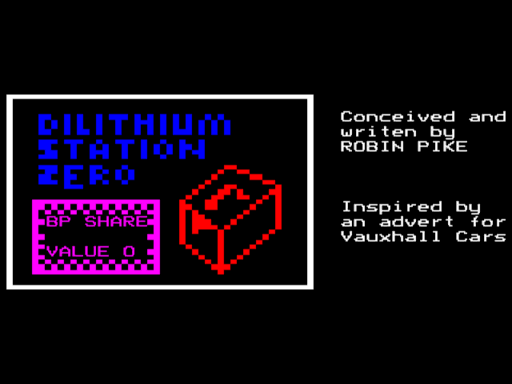 DILITHIUM
STATION
ZERO
BP SHARE
VALUE 0
Conceived and
writen by
ROBIN PIKE
Inspired by
an advert for
Vauxhall Cars